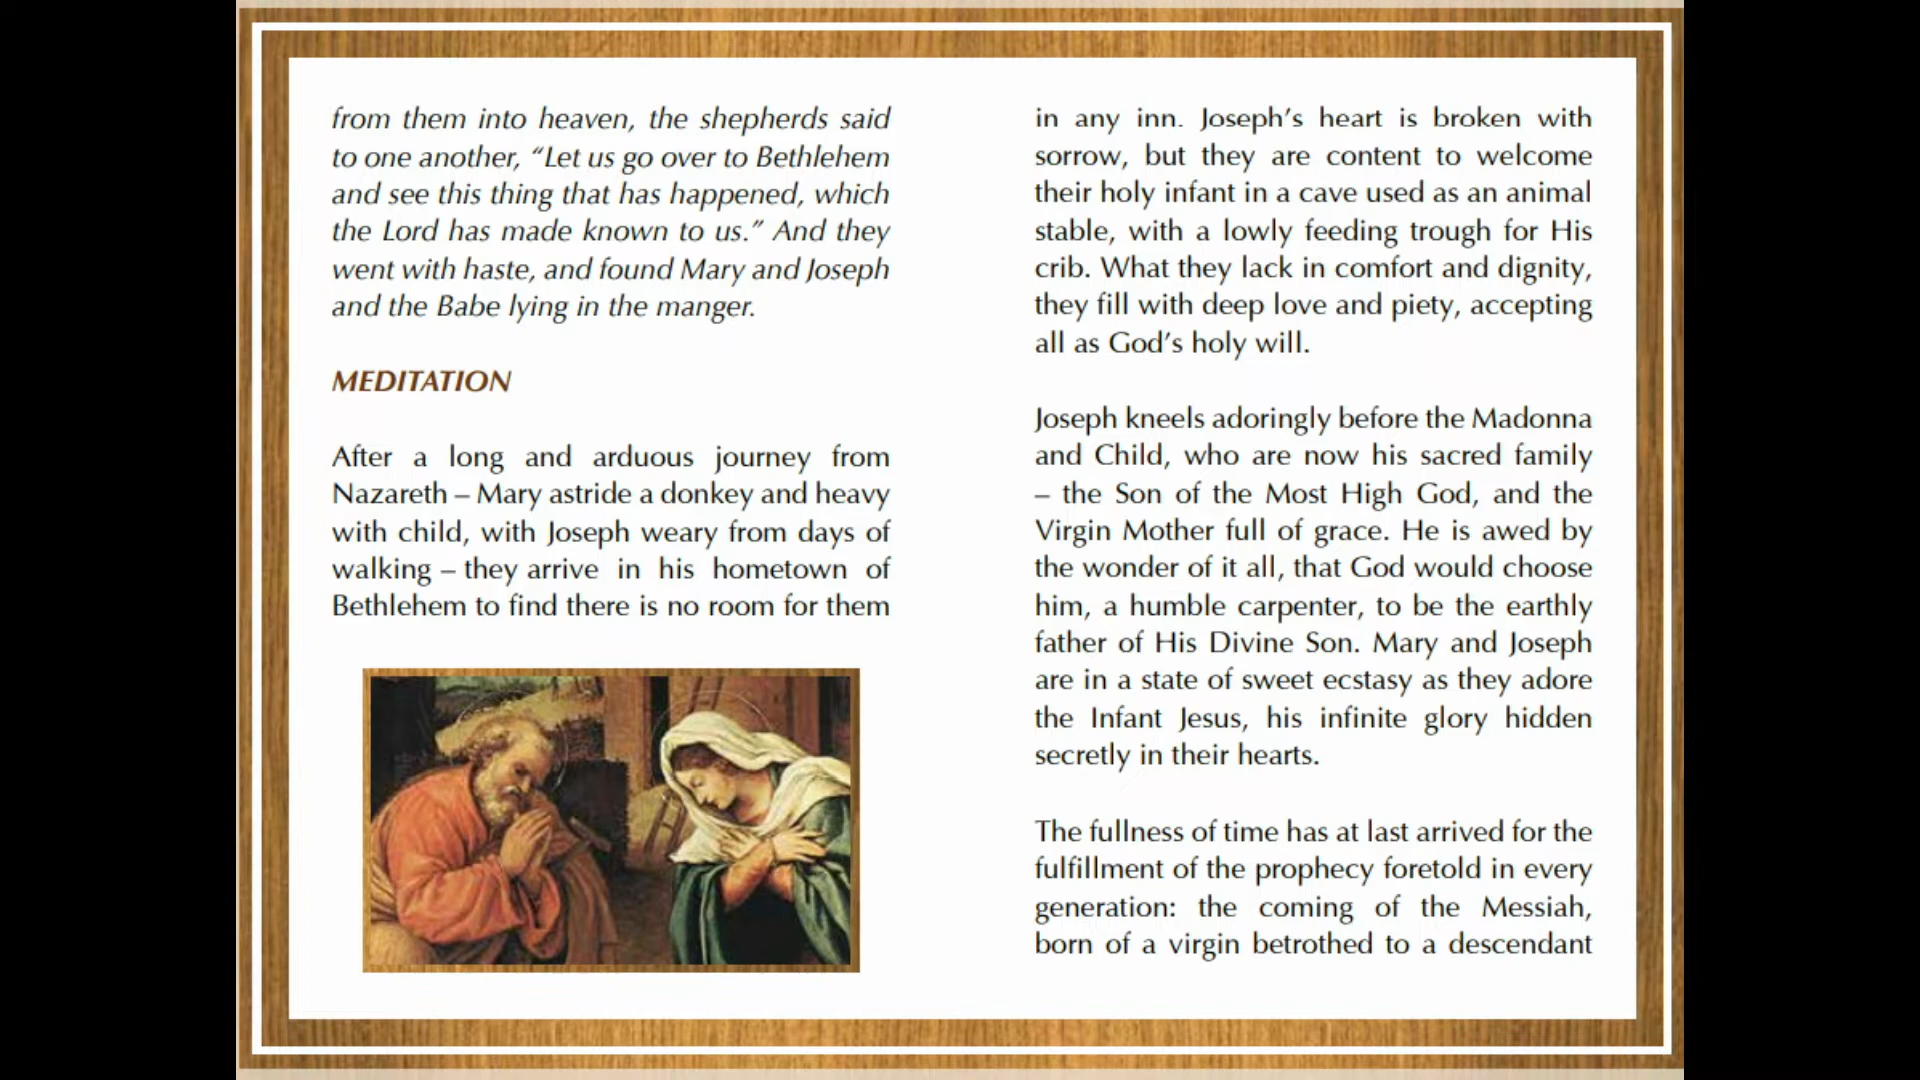 from them into heaven, the shepherds said
to one another, “Let us go over to Bethlehem
and see this thing that has happened, which
the Lord has made known to us.” And they
went with haste, and found Mary and Joseph
and the Babe lying in the manger.
MEDITATION
After a long and arduous journey from
Nazareth – Mary astride a donkey and heavy
with child, with Joseph weary from days of
walking – they arrive in his hometown of
Bethlehem to find there is no room for them
in any inn. Joseph’s heart is broken with
sorrow, but they are content to welcome
their holy infant in a cave used as an animal
stable, with a lowly feeding trough for His
crib. What they lack in comfort and dignity,
they fill with deep love and piety, accepting
all as God’s holy will.
Joseph kneels adoringly before the Madonna
and Child, who are now his sacred family
– the Son of the Most High God, and the
Virgin Mother full of grace. He is awed by
the wonder of it all, that God would choose
him, a humble carpenter, to be the earthly
father of His Divine Son. Mary and Joseph
are in a state of sweet ecstasy as they adore
the Infant Jesus, his infinite glory hidden
secretly in their hearts.
The fullness of time has at last arrived for the
fulfillment of the prophecy foretold in every
generation: the coming of the Messiah,
born of a virgin betrothed to a descendant